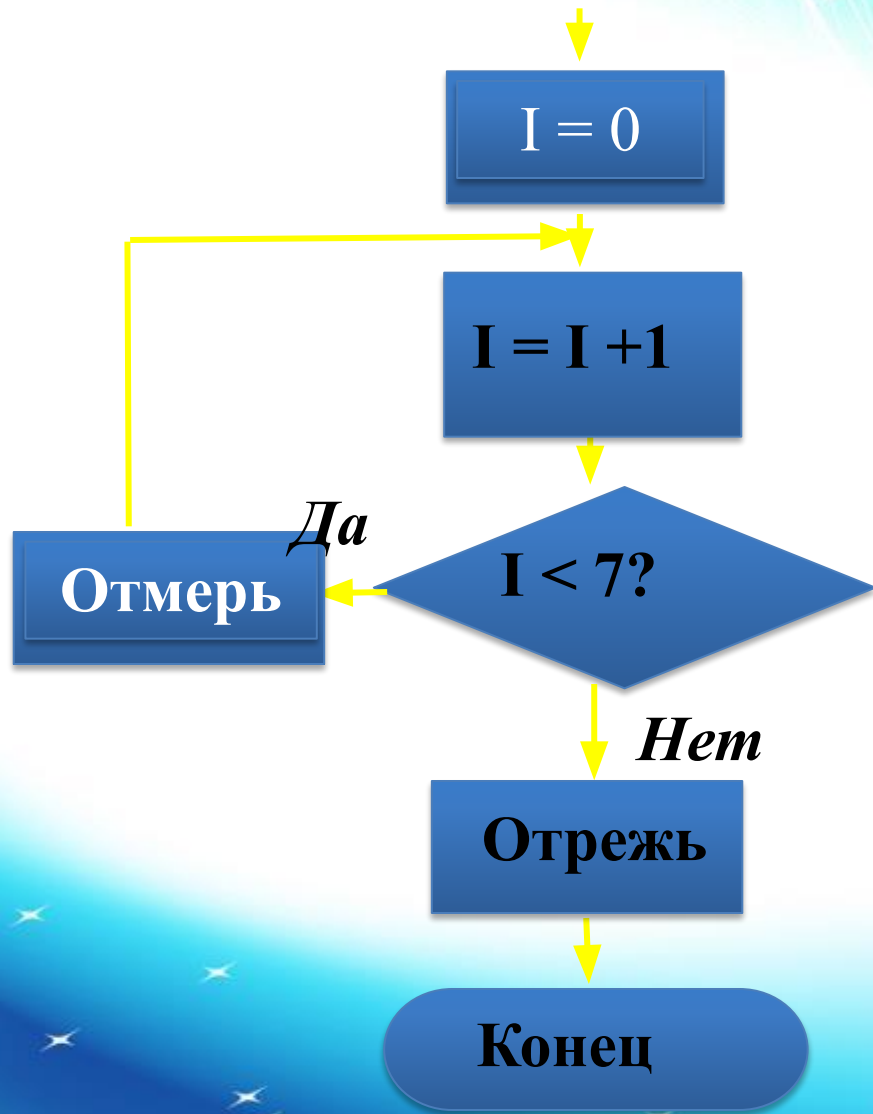 I = 0
I = I +1
Да
I < 7?
Отмерь
Нет
Отрежь
Конец